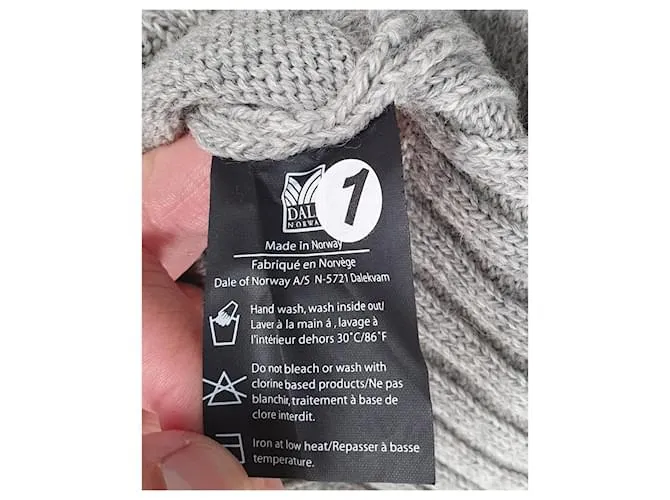 DALE
1
NORWAY
Made in Norway
Fabriqué en Norvège
Dale of Norway A/S N-5721 Dalekvam
Hand wash, wash inside out/
Laver à la main á , lavage à
l'intérieur dehors 30°C/86°F
Do not bleach or wash with
clorine based products/Ne pas
blanchir, traitement à base de
clore interdit.
Iron at low heat/Repasser à basse
temperature.